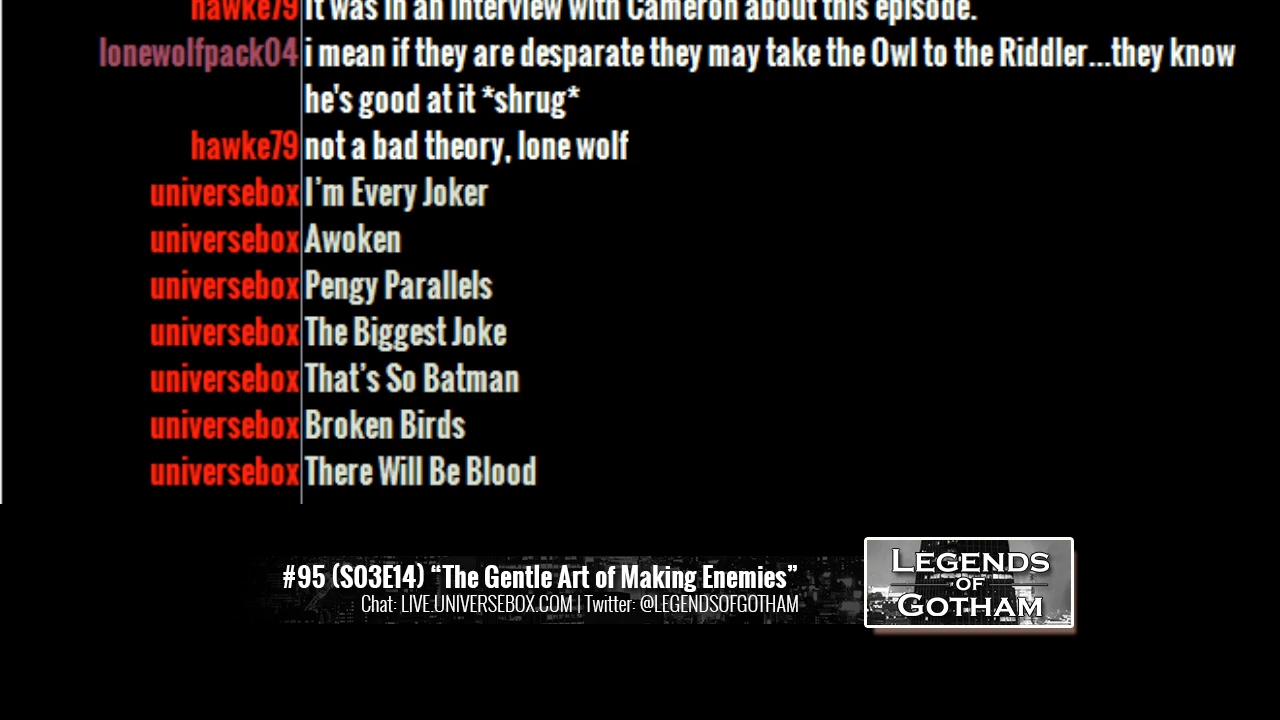 hawke79 It was in an interview with Cameron about this episode.
lonewolfpack04 i mean if they are desparate they may take the Owl to the Riddler...they know
he's good at it *shrug*
hawke79 not a bad theory, lone wolf
universebox I'm Every Joker
universebox Awoken
universebox Pengy Parallels
universebox The Biggest Joke
universebox That's So Batman
universebox Broken Birds
universebox There Will Be Blood
#95 (S03E14) “The Gentle Art of Making Enemies”
Chat: LIVE.UNIVERSEBOX.COM | Twitter: @LEGENDSOFGOTHAM
LEGENDS
OF
GOTHAM